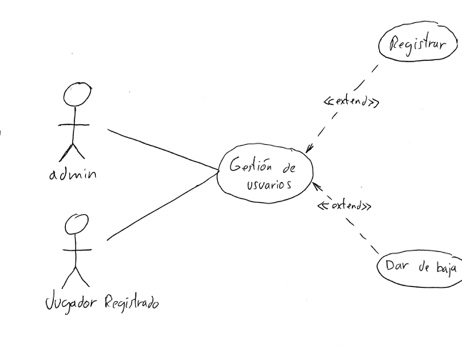 Registrar
<<extend>>
admin
Gestión de
usuarios
<<extend>>
Jugador Registrado
Dar de baja